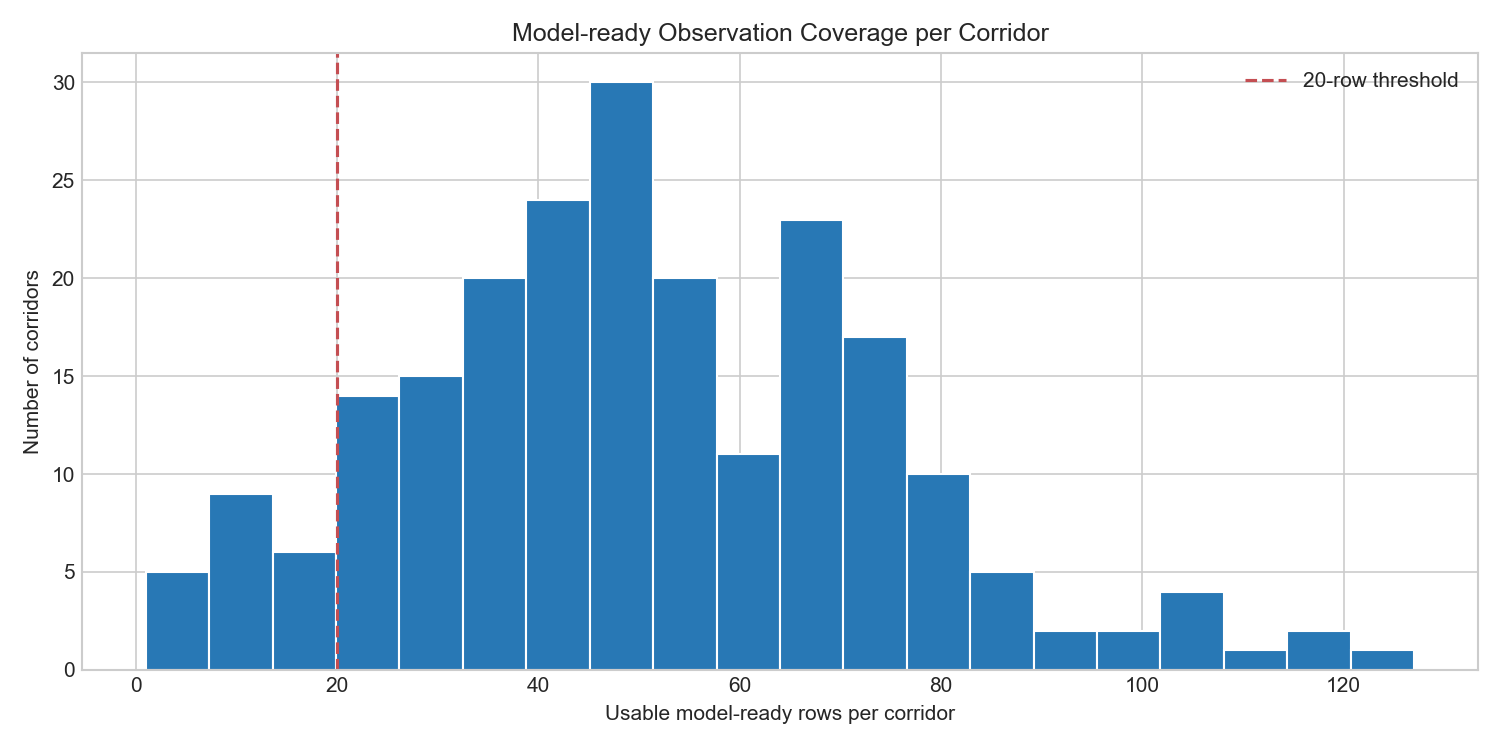 Model-ready Observation Coverage per Corridor
20-row threshold
Number of corridors
30
25
20
15
10
5
0
0 20 40 60 80 100 120
Usable model-ready rows per corridor